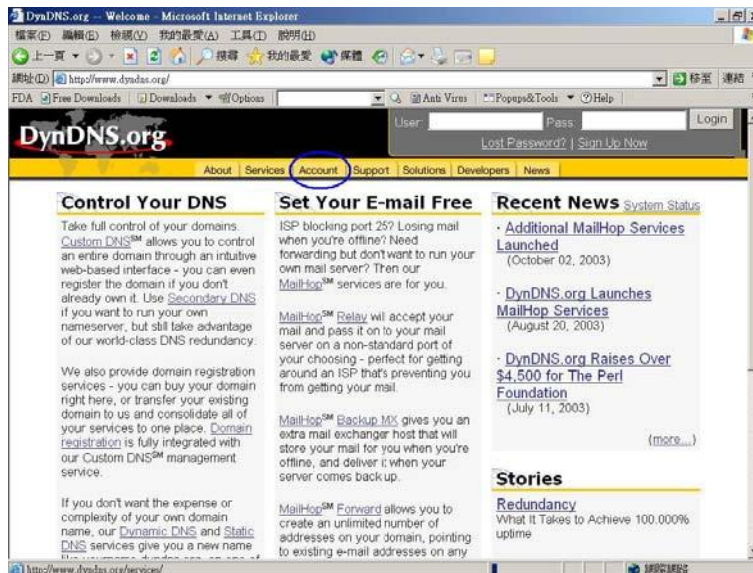 DynDNS.org -- Welcome - Microsoft Internet Explorer
檔案(F) 編輯(E) 檢視(V) 我的最愛(A) 工具(T) 說明(H)
上一頁 搜尋 我的最愛 媒體
網址(D) http://www.dyndns.org/ 移至 連結
FDA Free Downloads Downloads Options Anti Virus Popups&Tools Help
DynDNS.org
User: Pass: Login
Lost Password? | Sign Up Now
About Services Account Support Solutions Developers News
Control Your DNS
Take full control of your domains.
Custom DNS℠ allows you to control
an entire domain through an intuitive
web-based interface - you can even
register the domain if you don't
already own it. Use Secondary DNS
if you want to run your own
nameserver, but still take advantage
of our world-class DNS redundancy.
We also provide domain registration
services - you can buy your domain
right here, or transfer your existing
domain to us and consolidate all of
your services to one place. Domain
registration is fully integrated with
our Custom DNS℠ management
service.
If you don't want the expense or
complexity of your own domain
name, our Dynamic DNS and Static
DNS services give you a new name
Set Your E-mail Free
ISP blocking port 25? Losing mail
when you're offline? Need
forwarding but don't want to run your
own mail server? Then our
MailHop℠ services are for you.
MailHop℠ Relay will accept your
mail and pass it on to your mail
server on a non-standard port of
your choosing - perfect for getting
around an ISP that's preventing you
from getting your mail.
MailHop℠ Backup MX gives you an
extra mail exchanger host that will
store your mail for you when you're
offline, and deliver it when your
server comes back up.
MailHop℠ Forward allows you to
create an unlimited number of
addresses on your domain, pointing
to existing e-mail addresses on any
Recent News System Status
· Additional MailHop Services
Launched
(October 02, 2003)
· DynDNS.org Launches
MailHop Services
(August 20, 2003)
· DynDNS.org Raises Over
$4,500 for The Perl
Foundation
(July 11, 2003)
(more...)
Stories
Redundancy
What It Takes to Achieve 100.000%
uptime
http://www.dyndns.org/services/ 網際網路